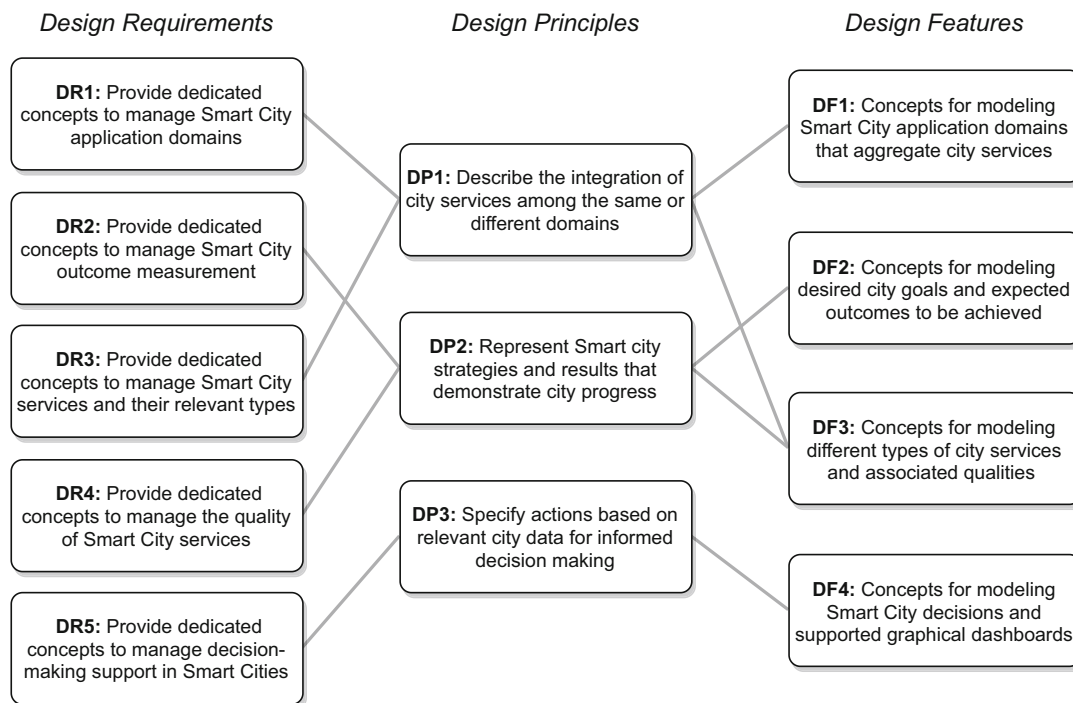 Design Requirements
DR1: Provide dedicated
concepts to manage Smart City
application domains
DR2: Provide dedicated
concepts to manage Smart City
outcome measurement
DR3: Provide dedicated
concepts to manage Smart City
services and their relevant types
DR4: Provide dedicated
concepts to manage the quality
of Smart City services
DR5: Provide dedicated
concepts to manage decision-
making support in Smart Cities
Design Principles
DP1: Describe the integration of
city services among the same or
different domains
DP2: Represent Smart city
strategies and results that
demonstrate city progress
DP3: Specify actions based on
relevant city data for informed
decision making
Design Features
DF1: Concepts for modeling
Smart City application domains
that aggregate city services
DF2: Concepts for modeling
desired city goals and expected
outcomes to be achieved
DF3: Concepts for modeling
different types of city services
and associated qualities
DF4: Concepts for modeling
Smart City decisions and
supported graphical dashboards